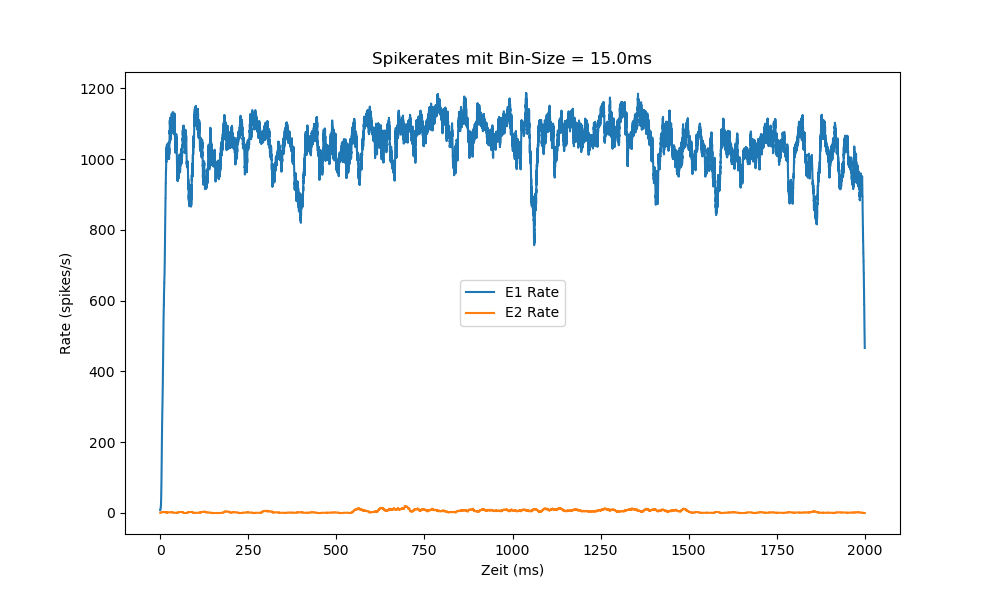 Spikerates mit Bin-Size = 15.0ms
1200
1000
800
600
400
200
0
Rate (spikes/s)
E1 Rate
E2 Rate
0 250 500 750 1000 1250 1500 1750 2000
Zeit (ms)